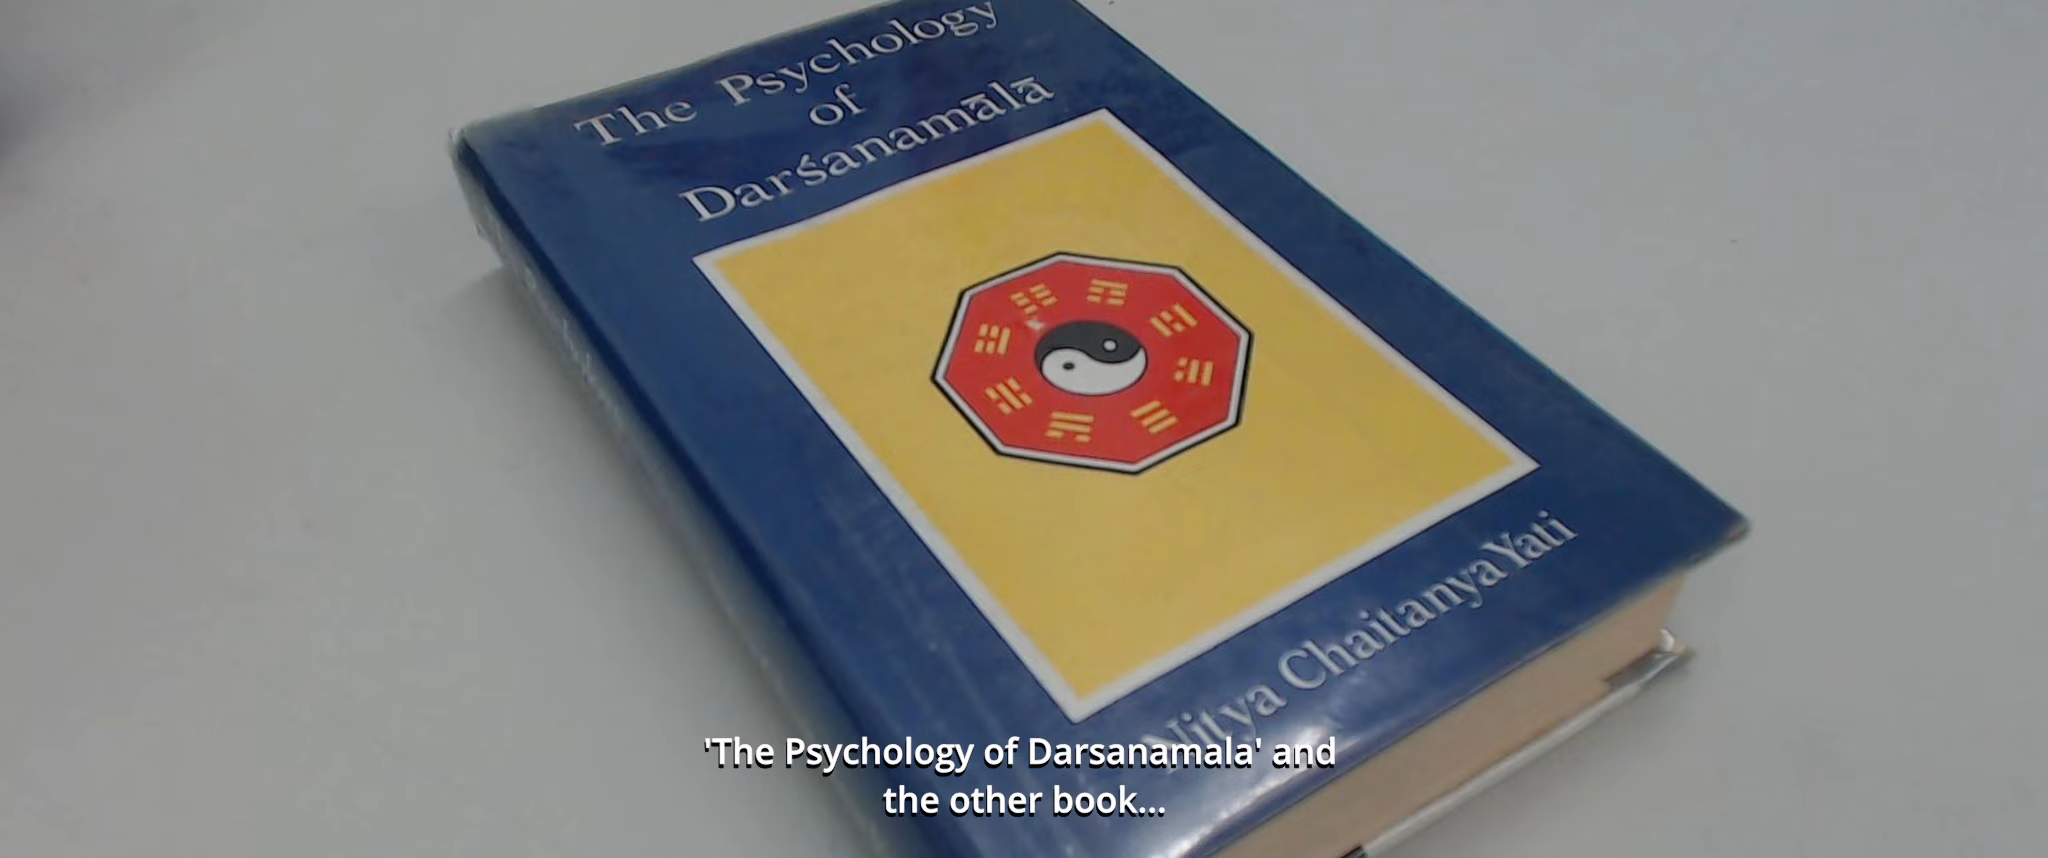 The Psychology
of
Darśanamālā
Nitya Chaitanya Yati
'The Psychology of Darsanamala' and
the other book...